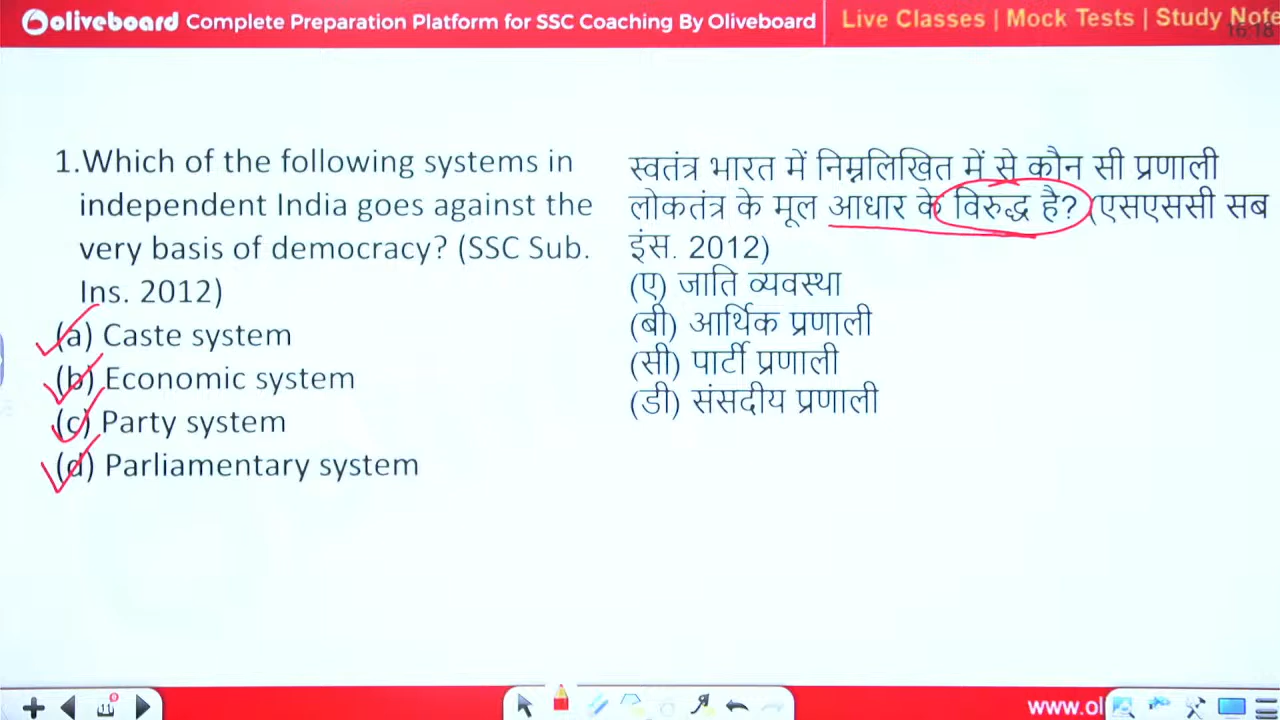 oliveboard Complete Preparation Platform for SSC Coaching By Oliveboard
Live Classes | Mock Tests | Study Note
16:18
1.Which of the following systems in
independent India goes against the
very basis of democracy? (SSC Sub.
Ins. 2012)
(a) Caste system
(b) Economic system
(c) Party system
(d) Parliamentary system
स्वतंत्र भारत में निम्नलिखित में से कौन सी प्रणाली
लोकतंत्र के मूल आधार के विरुद्ध है? (एसएससी सब
इंस. 2012)
(ए) जाति व्यवस्था
(बी) आर्थिक प्रणाली
(सी) पार्टी प्रणाली
(डी) संसदीय प्रणाली
www.ol